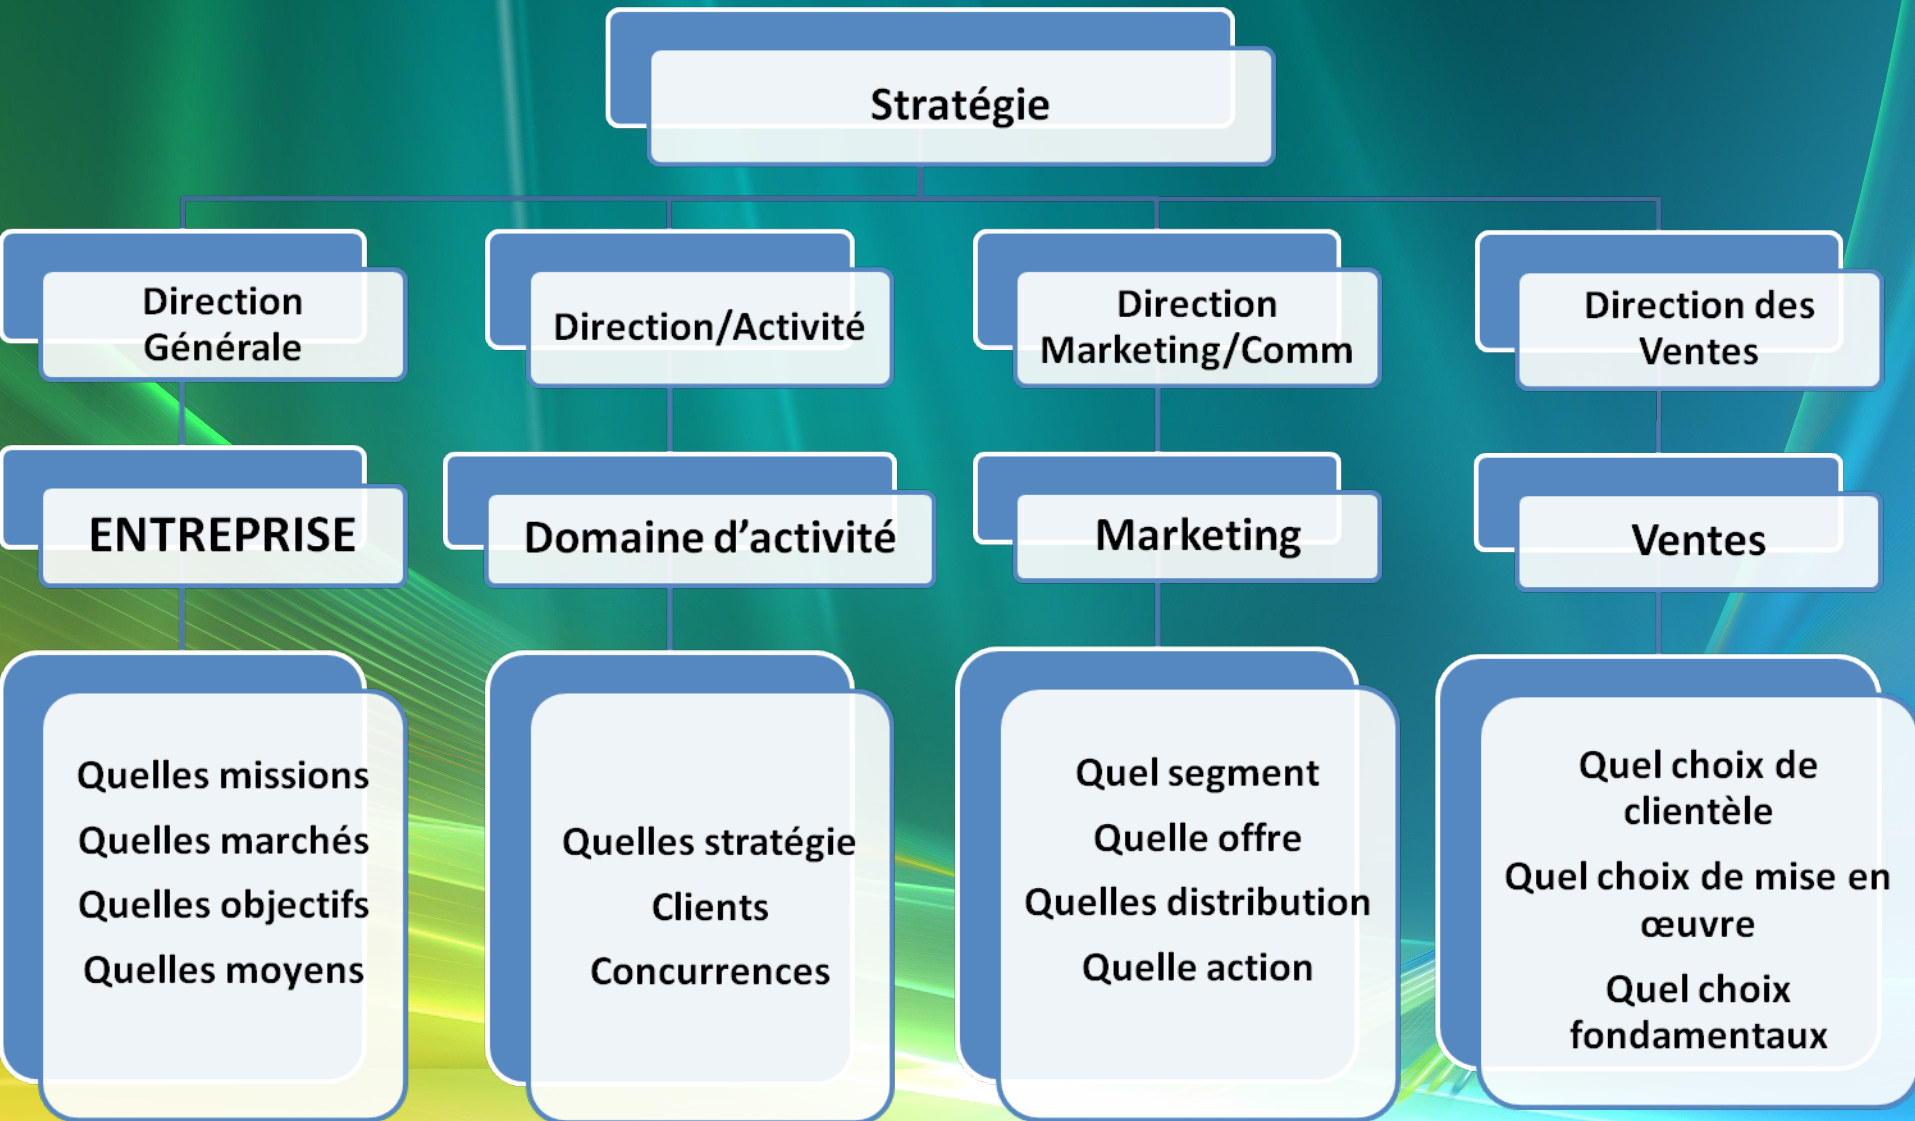 Stratégie
Direction
Générale
Direction/Activité
Direction
Marketing/Comm
Direction des
Ventes
ENTREPRISE
Domaine d’activité
Marketing
Ventes
Quelles missions
Quelles marchés
Quelles objectifs
Quelles moyens
Quelles stratégie
Clients
Concurrences
Quel segment
Quelle offre
Quelles distribution
Quelle action
Quel choix de
clientèle
Quel choix de mise en
œuvre
Quel choix
fondamentaux